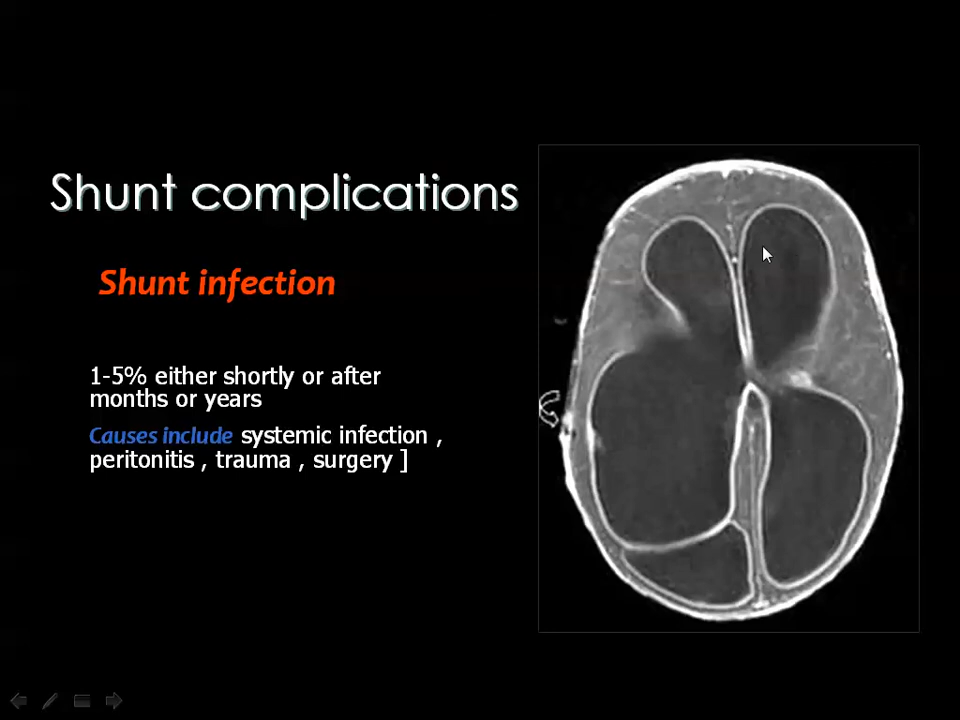 Shunt complications
Shunt infection
1-5% either shortly or after
months or years
Causes include systemic infection ,
peritonitis , trauma , surgery ]